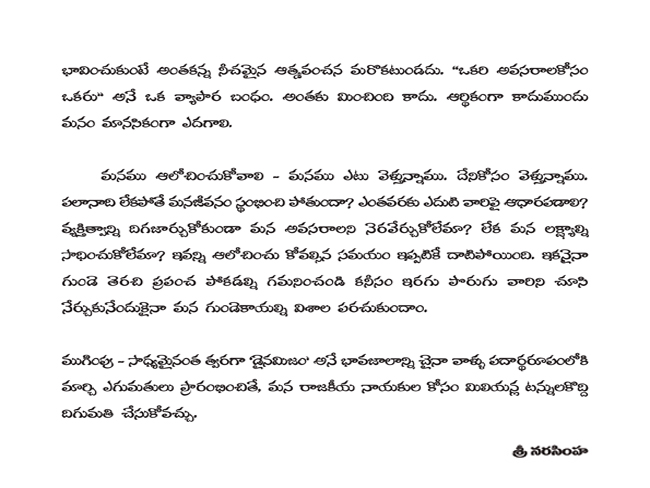 భావించుకుంటే అంతకన్న నీచమైన ఆత్మవంచన మరొకటుండదు. "ఒకరి అవసరాలకోసం
ఒకరు" అనే ఒక వ్యాపార బంధం. అంతకు మించింది కాదు. ఆర్థికంగా కాదుముందు
మనం మానసికంగా ఎదగాలి.
మనము ఆలోచించుకోవాలి - మనము ఎటు వెళ్తున్నాము. దేనికోసం వెళ్తున్నాము.
పలానాది లేకపోతే మనజీవనం స్థంభించి పోతుందా? ఎంతవరకు ఎదుటి వారిపై ఆధారపడాలి?
వ్యక్తిత్వాన్ని దిగజార్చుకోకుండా మన అవసరాలని నెరవేర్చుకోలేమా? లేక మన లక్ష్యాల్ని
సాధించుకోలేమా? ఇవన్ని ఆలోచించు కోవల్సిన సమయం ఇప్పటికే దాటిపోయింది. ఇకనైనా
గుండె తెరచి ప్రపంచ పోకడల్ని గమనించండి కనీసం ఇరుగు పొరుగు వారిని చూసి
నేర్చుకునేందుకైనా మన గుండెకాయల్ని విశాల పరచుకుందాం.
ముగింపు - సాధ్యమైనంత త్వరగా 'డైనమిజం' అనే భావజాలాన్ని చైనా వాళ్ళు పదార్థరూపంలోకి
మార్చి ఎగుమతులు ప్రారంభించితే, మన రాజకీయ నాయకుల కోసం మిలియన్ల టన్నులకొద్ది
దిగుమతి చేసుకోవచ్చు.
శ్రీ నరసింహ